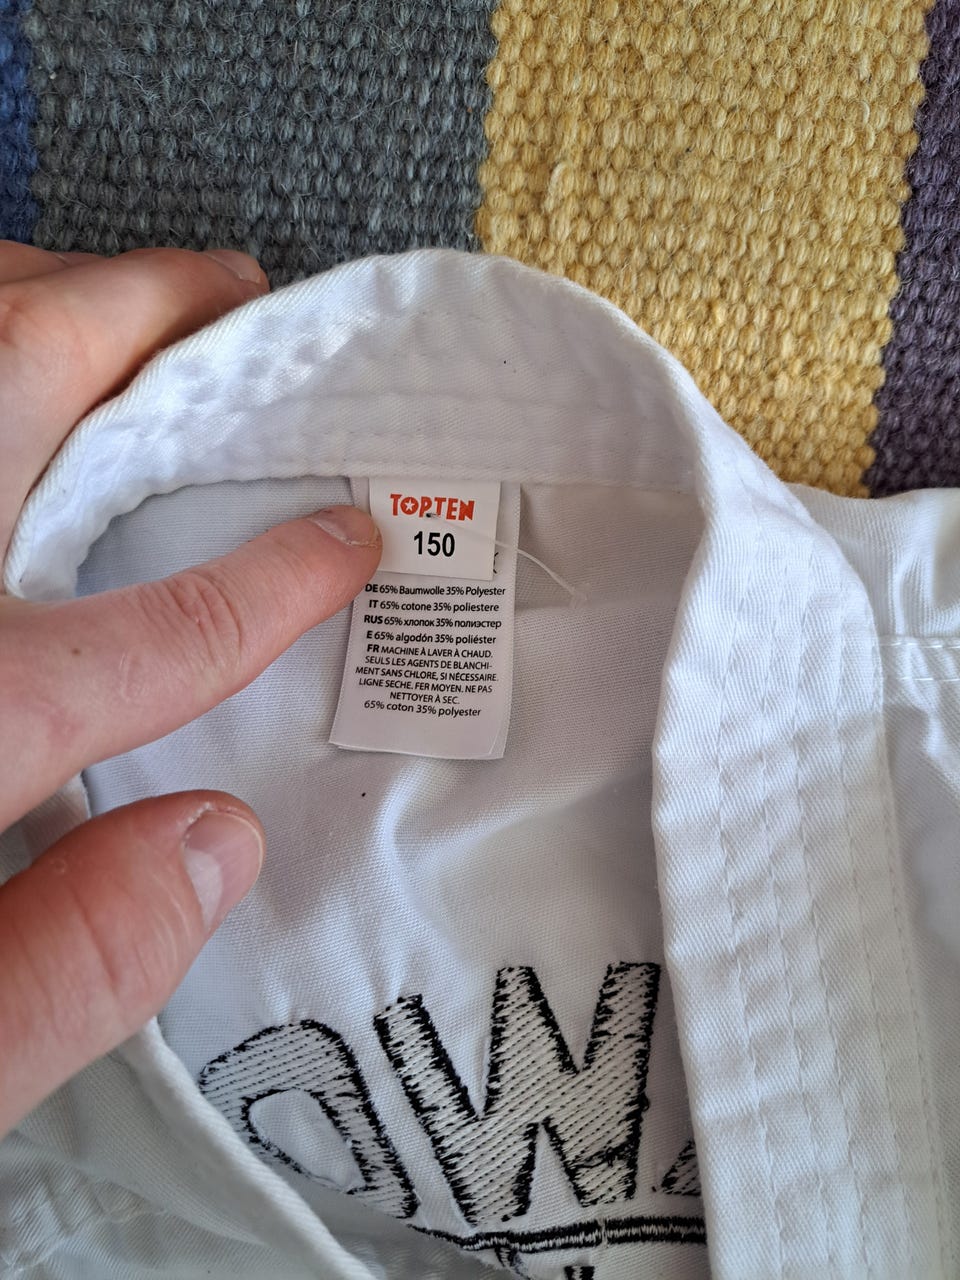 TOPTEN
150
DE 65% Baumwolle 35% Polyester
IT 65% cotone 35% poliestere
RUS 65% хлопок 35% полиэстер
E 65% algodón 35% poliéster
FR MACHINE À LAVER À CHAUD.
SEULS LES AGENTS DE BLANCHI-
MENT SANS CHLORE, SI NÉCESSAIRE.
LIGNE SECHE. FER MOYEN. NE PAS
NETTOYER À SEC.
65% coton 35% polyester